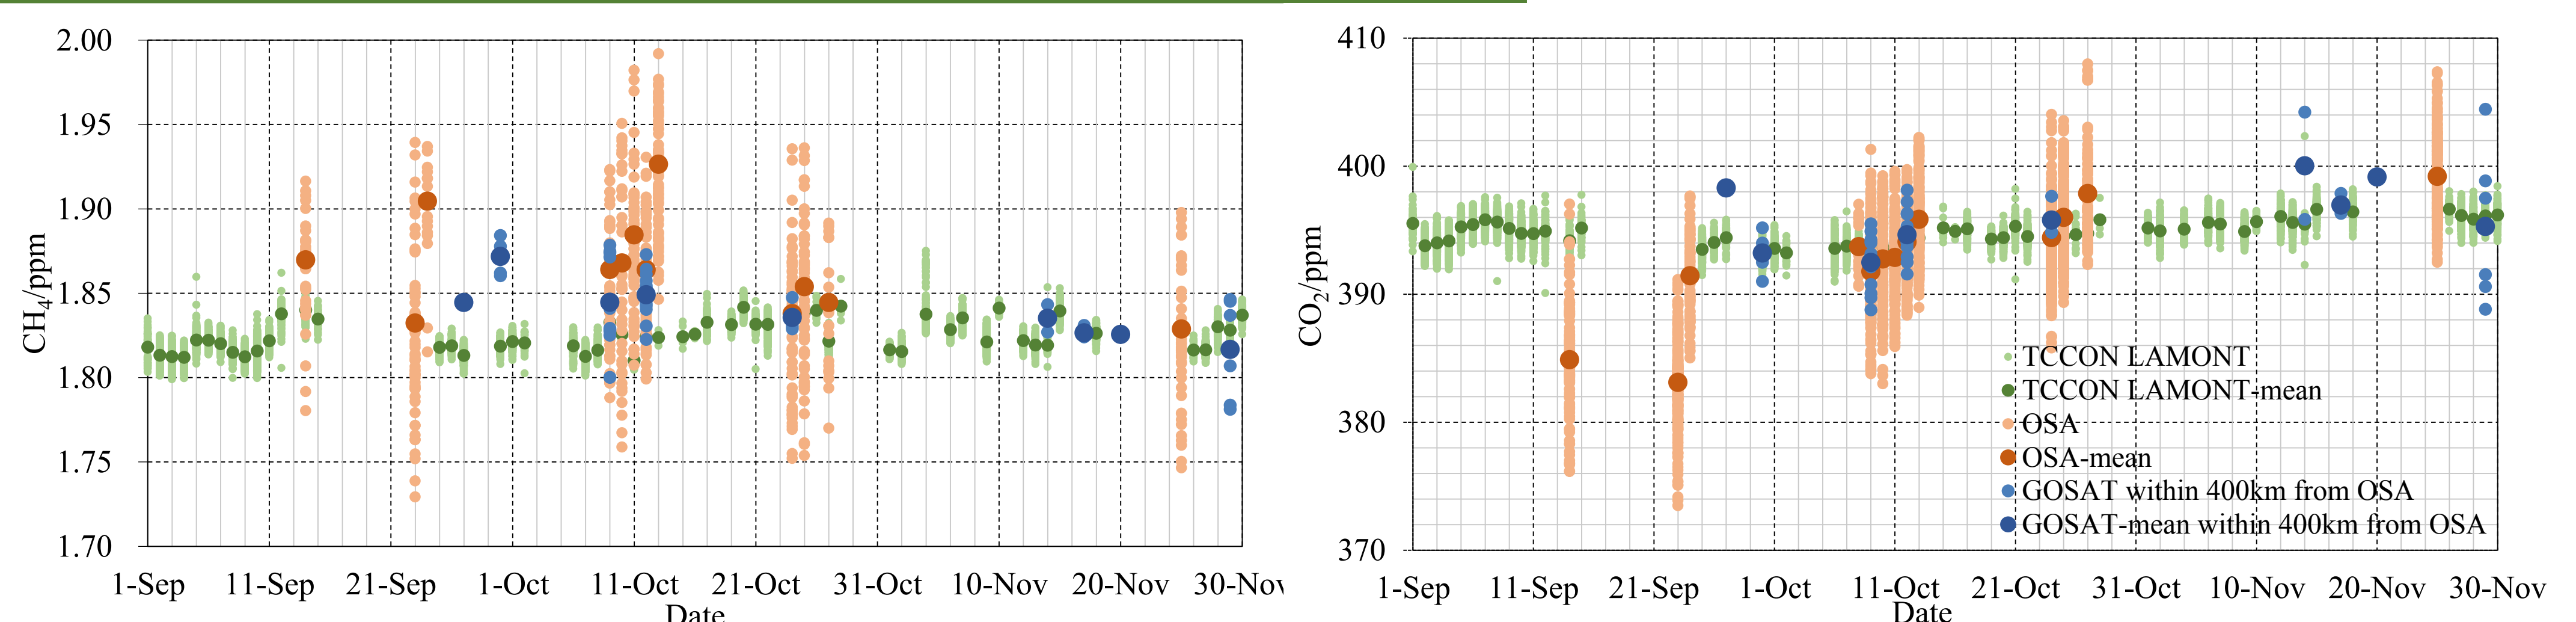 2.00
1.95
1.90
1.85
1.80
1.75
1.70
CH4/ppm
1-Sep 11-Sep 21-Sep 1-Oct 11-Oct 21-Oct 31-Oct 10-Nov 20-Nov 30-Nov
Date
410
400
390
380
370
CO2/ppm
TCCON LAMONT
TCCON LAMONT-mean
OSA
OSA-mean
GOSAT within 400km from OSA
GOSAT-mean within 400km from OSA
1-Sep 11-Sep 21-Sep 1-Oct 11-Oct 21-Oct 31-Oct 10-Nov 20-Nov 30-Nov
Date